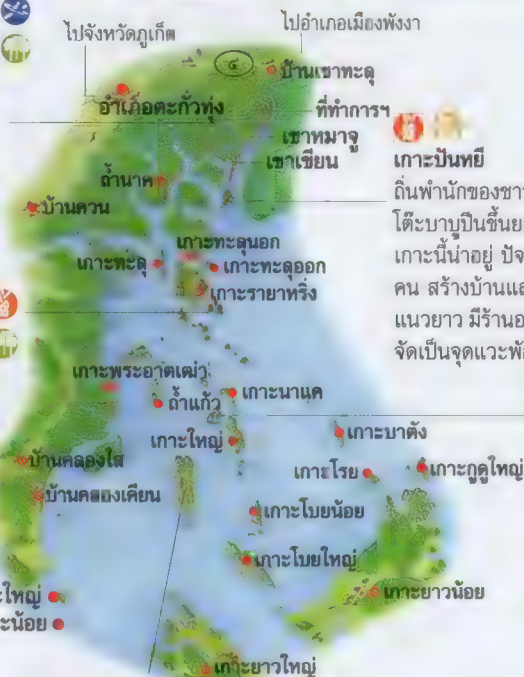 ไปจังหวัดภูเก็ต
ไปอำเภอเมืองพังงา
๔
บ้านเขาทะลุ
อำเภอตะกั่วทุ่ง
ที่ทำการฯ
เขาหมาจู
เขาเขียน
ถ้ำนาค
บ้านควน
เกาะปันหยี
ถิ่นพำนักของชา
โต๊ะบาบูปีนขึ้นย
เกาะนี้น่าอยู่ ปัจ
คน สร้างบ้านแล
แนวยาว มีร้านอ
จัดเป็นจุดแวะพั
เกาะทะลุนอก
เกาะทะลุ
เกาะทะลุออก
เกาะรายาหริ่ง
เกาะพระอาตเฒ่า
ถ้ำแก้ว
เกาะนาแค
เกาะใหญ่
เกาะบาตัง
บ้านคลองใส
เกาะโรย
เกาะกูดูใหญ่
บ้านคลองเคียน
เกาะโบยน้อย
เกาะโบยใหญ่
เกาะยาวน้อย
ะใหญ่
ะน้อย
เกาะยาวใหญ่